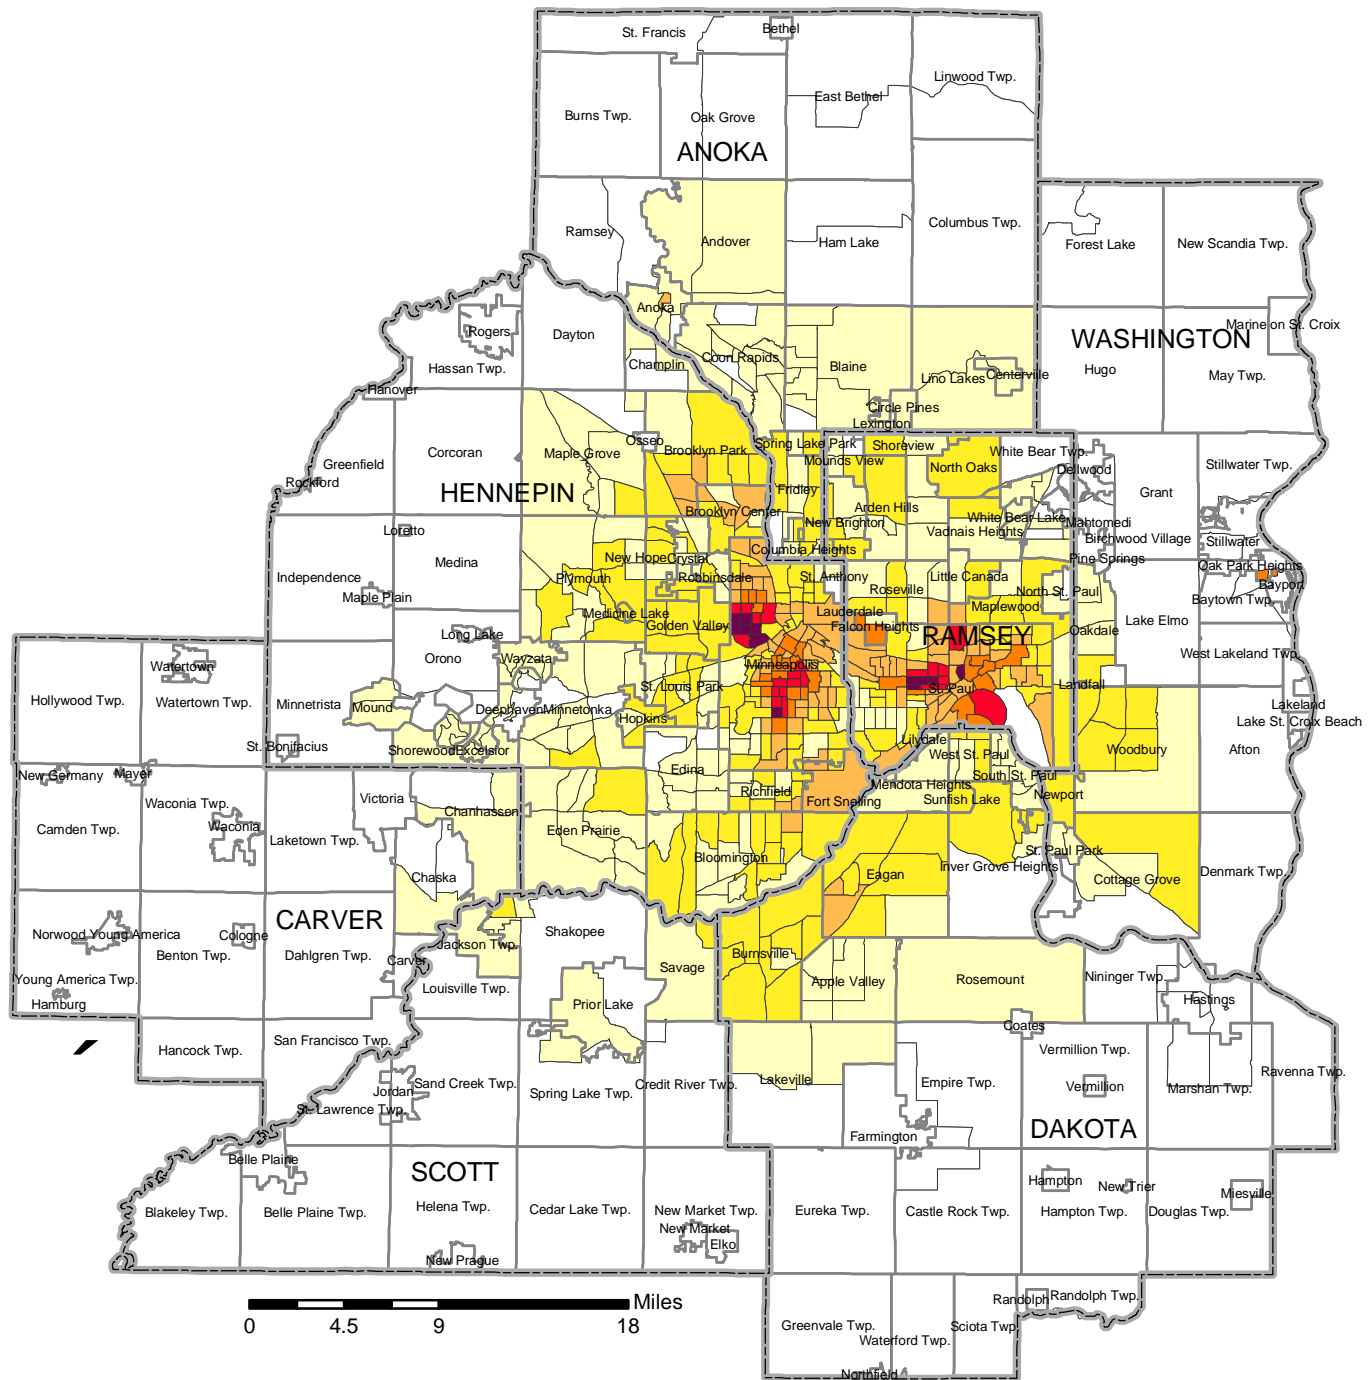 St. Francis
Bethel
Linwood Twp.
East Bethel
Burns Twp.
Oak Grove
ANOKA
Ramsey
Andover
Ham Lake
Columbus Twp.
Forest Lake
New Scandia Twp.
Anoka
Rogers
Dayton
Marine on St. Croix
WASHINGTON
Hassan Twp.
Champlin
Coon Rapids
Blaine
Hugo
May Twp.
Lino Lakes
Centerville
Hanover
Circle Pines
Lexington
Osseo
Corcoran
Maple Grove
Brooklyn Park
Spring Lake Park
Shoreview
White Bear Twp.
Mounds View
North Oaks
Dellwood
Stillwater Twp.
Greenfield
Rockford
HENNEPIN
Fridley
Grant
Brooklyn Center
Arden Hills
New Brighton
White Bear Lake
Mahtomedi
Loretto
Vadnais Heights
Birchwood Village
Stillwater
Medina
New Hope
Crystal
Columbia Heights
Pine Springs
Oak Park Heights
Independence
Plymouth
Robbinsdale
St. Anthony
Roseville
Little Canada
North St. Paul
Bayport
Maple Plain
Medicine Lake
Golden Valley
Lauderdale
Maplewood
Baytown Twp.
Falcon Heights
RAMSEY
Oakdale
Lake Elmo
Long Lake
Orono
Wayzata
Minneapolis
West Lakeland Twp.
Watertown
Hollywood Twp.
Watertown Twp.
Minnetrista
Mound
Deephaven
Minnetonka
St. Louis Park
Hopkins
St. Paul
Landfall
Lakeland
Lake St. Croix Beach
St. Bonifacius
Shorewood
Excelsior
Lilydale
West St. Paul
Woodbury
Afton
New Germany
Mayer
Edina
South St. Paul
Victoria
Chanhassen
Richfield
Fort Snelling
Mendota Heights
Sunfish Lake
Newport
Waconia Twp.
Camden Twp.
Waconia
Laketown Twp.
Eden Prairie
Bloomington
St. Paul Park
Chaska
Eagan
Inver Grove Heights
Cottage Grove
Denmark Twp.
CARVER
Norwood Young America
Cologne
Benton Twp.
Dahlgren Twp.
Carver
Jackson Twp.
Shakopee
Savage
Burnsville
Apple Valley
Rosemount
Nininger Twp.
Young America Twp.
Hamburg
Louisville Twp.
Prior Lake
Hastings
Coates
Hancock Twp.
San Francisco Twp.
Vermillion Twp.
Jordan
Sand Creek Twp.
Spring Lake Twp.
Credit River Twp.
Lakeville
Empire Twp.
Vermillion
Marshan Twp.
Ravenna Twp.
St. Lawrence Twp.
Farmington
DAKOTA
Belle Plaine
SCOTT
Hampton
New Trier
Miesville
Blakeley Twp.
Belle Plaine Twp.
Helena Twp.
Cedar Lake Twp.
New Market Twp.
New Market
Elko
Eureka Twp.
Castle Rock Twp.
Hampton Twp.
Douglas Twp.
New Prague
Randolph
Randolph Twp.
Miles
0 4.5 9 18
Greenvale Twp.
Waterford Twp.
Sciota Twp.
Northfield